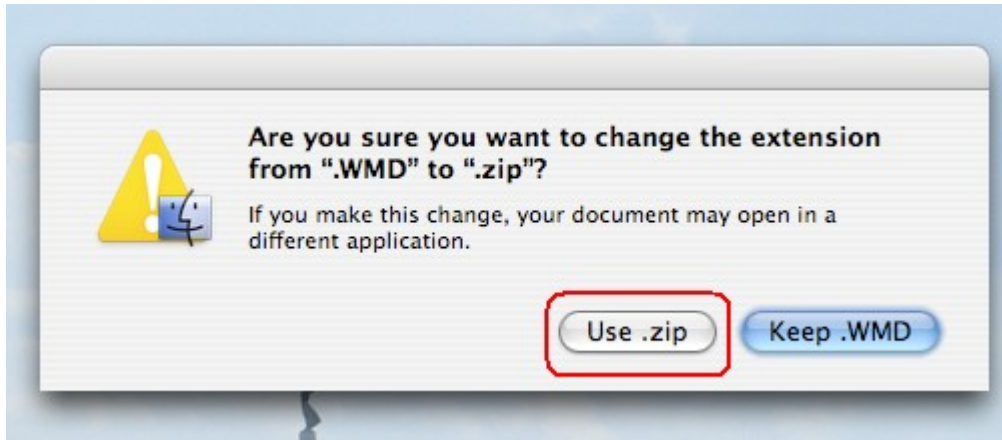 Are you sure you want to change the extension
from “.WMD” to “.zip”?
If you make this change, your document may open in a
different application.
Use .zip
Keep .WMD